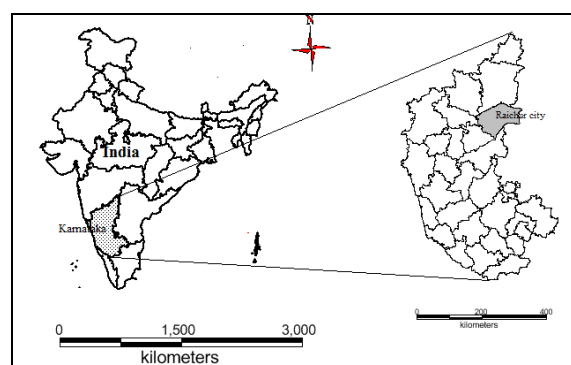 N
Raichur city
India
Karnataka
0 200 400
kilometers
0 1,500 3,000
kilometers